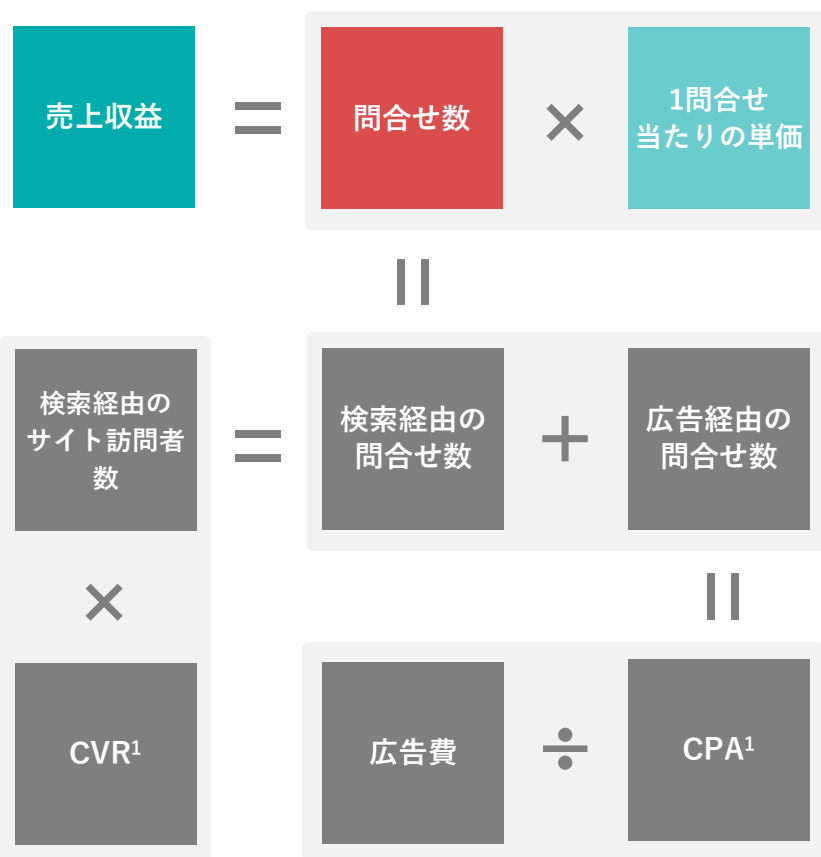 売上収益
=
問合せ数
×
1問合せ
当たりの単価
=
検索経由の
サイト訪問者
数
=
検索経由の
問合せ数
+
広告経由の
問合せ数
×
=
CVR¹
広告費
÷
CPA¹